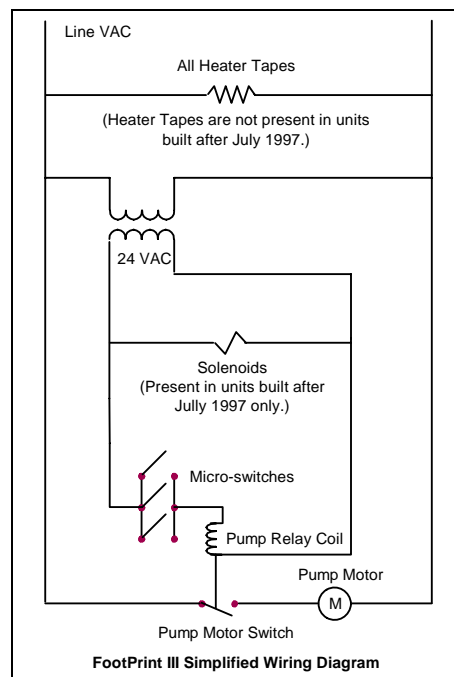 Line VAC
All Heater Tapes
(Heater Tapes are not present in units
built after July 1997.)
24 VAC
Solenoids
(Present in units built after
Jully 1997 only.)
Micro-switches
Pump Relay Coil
Pump Motor
M
Pump Motor Switch
FootPrint III Simplified Wiring Diagram